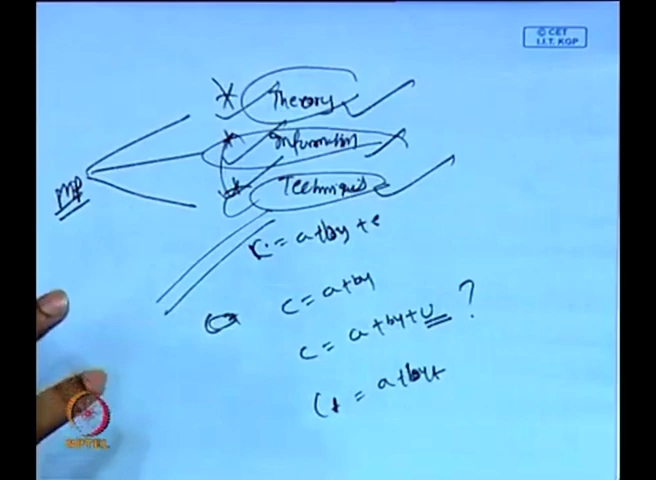 © CET
I.I.T. KGP
Theory
Information
MP
Techniques
= a+by+e
C = a+by
C = a+by+U ?
Ct = a+byt
NPTEL